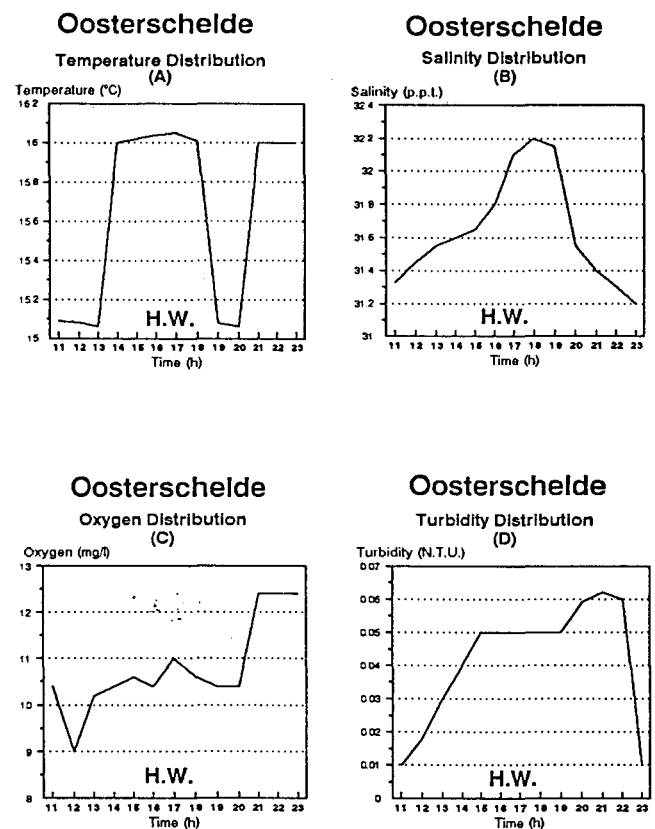 Oosterschelde
Temperature Distribution
(A)
Temperature (°C)
16.2
16
15.8
15.6
15.4
15.2
15
H.W.
11 12 13 14 15 16 17 18 19 20 21 22 23
Time (h)
Oosterschelde
Salinity Distribution
(B)
Salinity (p.p.t.)
32.4
32.2
32
31.8
31.6
31.4
31.2
31
H.W.
11 12 13 14 15 16 17 18 19 20 21 22 23
Time (h)
Oosterschelde
Oxygen Distribution
(C)
Oxygen (mg/l)
13
12
11
10
9
8
H.W.
11 12 13 14 15 16 17 18 19 20 21 22 23
Time (h)
Oosterschelde
Turbidity Distribution
(D)
Turbidity (N.T.U.)
0.07
0.06
0.05
0.04
0.03
0.02
0.01
0
H.W.
11 12 13 14 15 16 17 18 19 20 21 22 23
Time (h)